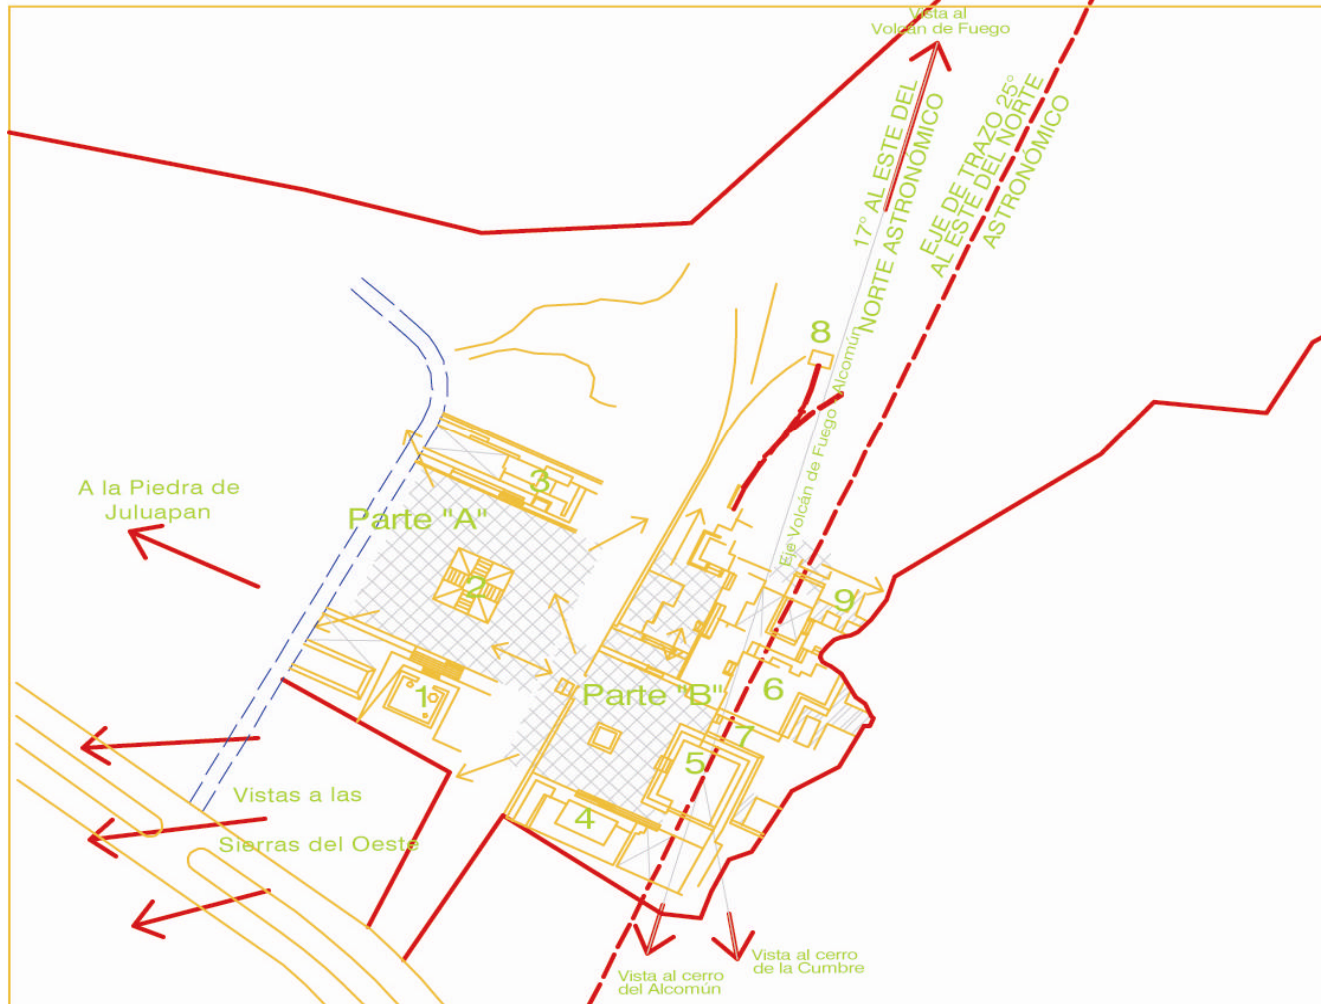 Vista al
Volcán de Fuego
17° AL ESTE DEL
NORTE ASTRONÓMICO
EJE DE TRAZO 25°
AL ESTE DEL NORTE
ASTRONÓMICO
Eje Volcán de Fuego - Alcomún
8
3
A la Piedra de
Juluapan
Parte "A"
2
9
1
Parte "B"
6
7
5
4
Vistas a las
Sierras del Oeste
Vista al cerro
del Alcomún
Vista al cerro
de la Cumbre